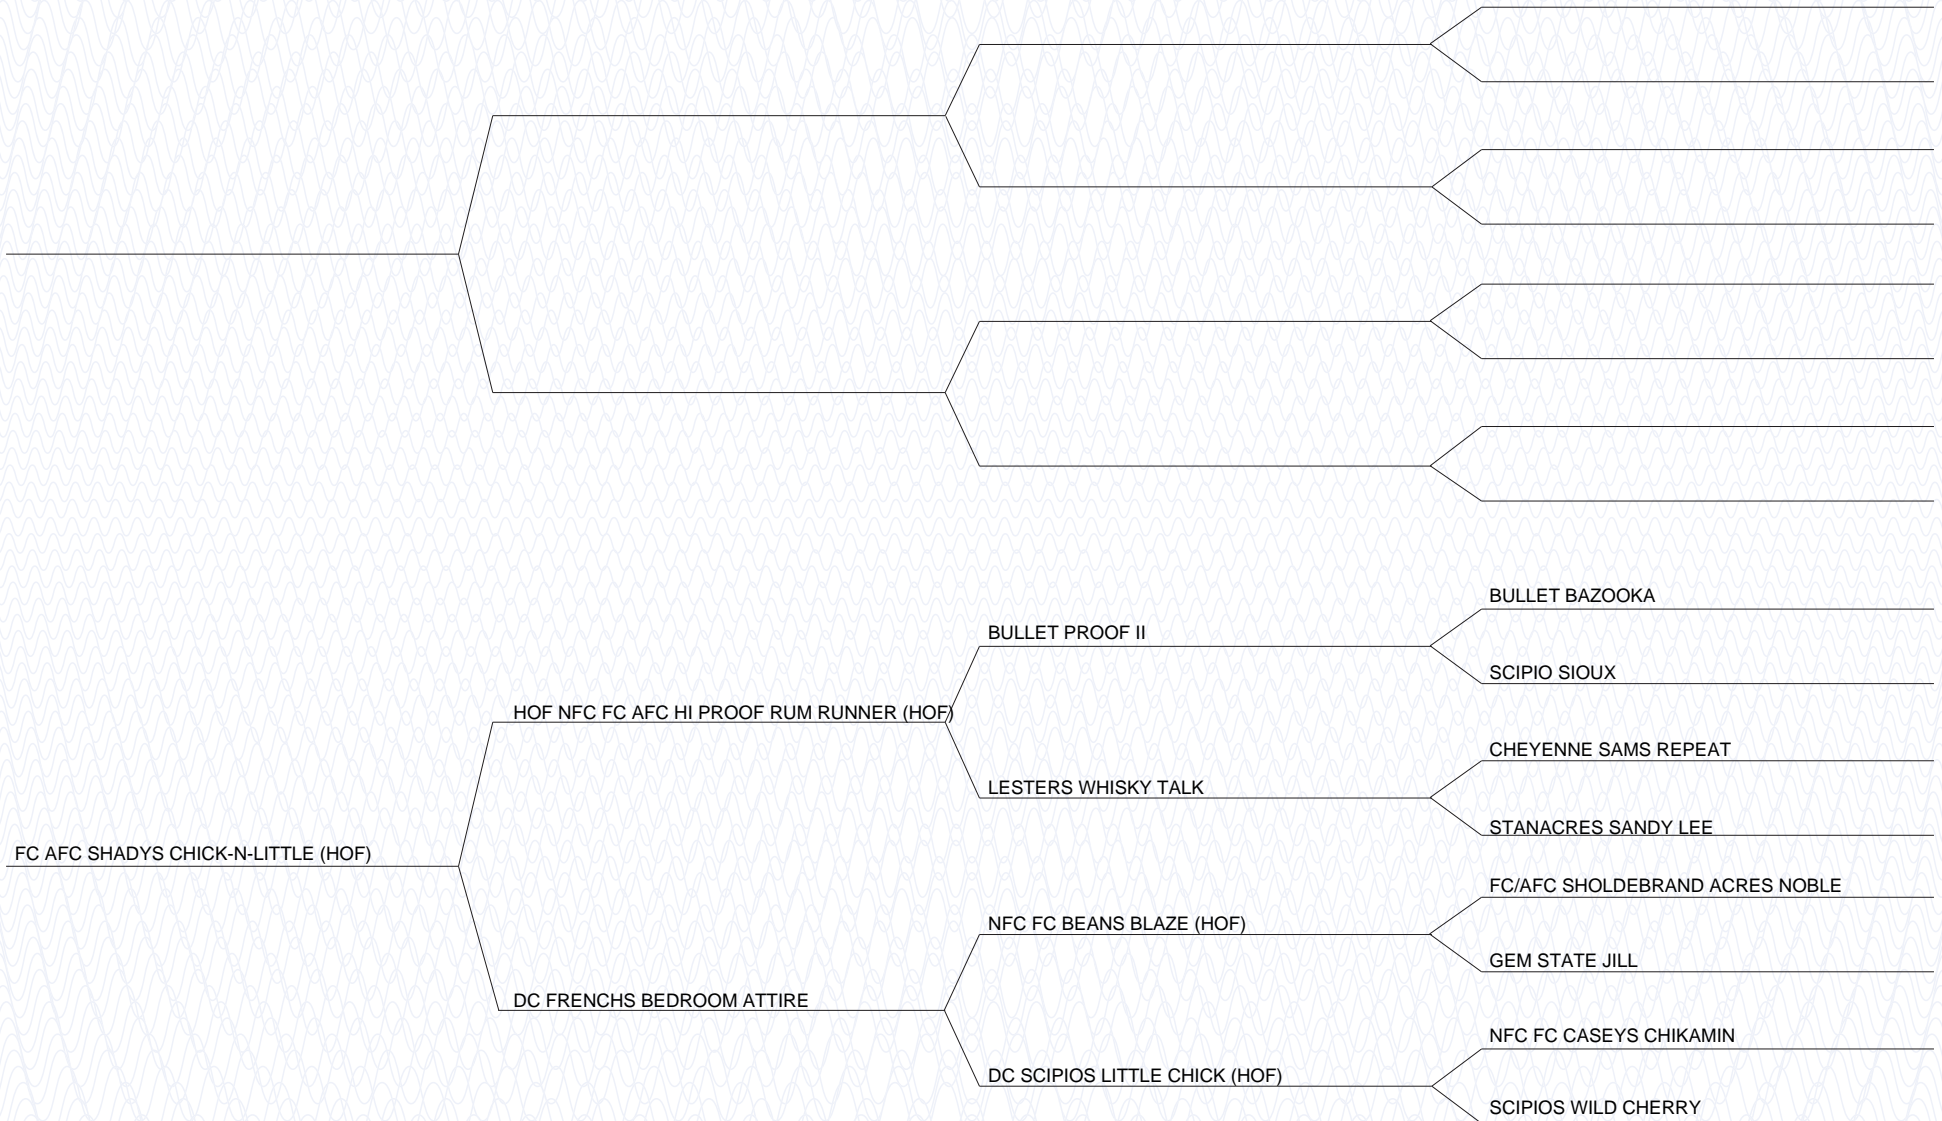 BULLET BAZOOKA
BULLET PROOF II
SCIPIO SIOUX
HOF NFC FC AFC HI PROOF RUM RUNNER (HOF)
CHEYENNE SAMS REPEAT
LESTERS WHISKY TALK
STANACRES SANDY LEE
FC AFC SHADYS CHICK-N-LITTLE (HOF)
FC/AFC SHOLDEBRAND ACRES NOBLE
NFC FC BEANS BLAZE (HOF)
GEM STATE JILL
DC FRENCHS BEDROOM ATTIRE
NFC FC CASEYS CHIKAMIN
DC SCIPIOS LITTLE CHICK (HOF)
SCIPIOS WILD CHERRY